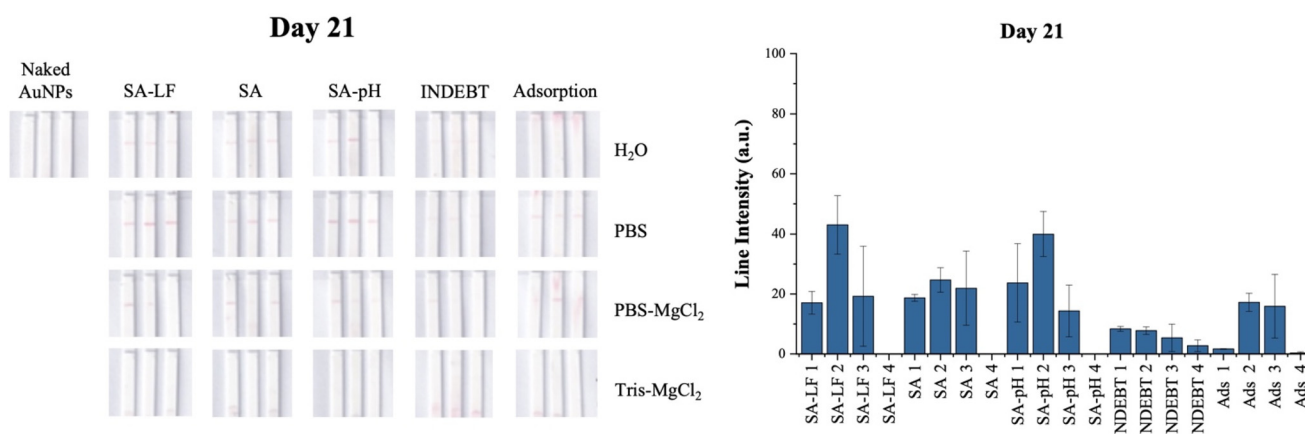 Day 21
Naked
AuNPs
SA-LF
SA
SA-pH
INDEBT
Adsorption
H₂O
PBS
PBS-MgCl₂
Tris-MgCl₂
Day 21
Line Intensity (a.u.)
100
80
60
40
20
0
SA-LF 1
SA-LF 2
SA-LF 3
SA-LF 4
SA 1
SA 2
SA 3
SA 4
SA-pH 1
SA-pH 2
SA-pH 3
SA-pH 4
NDEBT 1
NDEBT 2
NDEBT 3
NDEBT 4
Ads 1
Ads 2
Ads 3
Ads 4